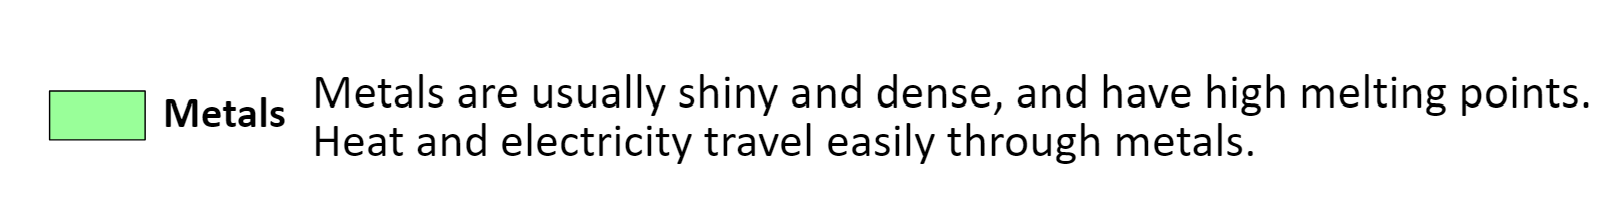 Metals
Metals are usually shiny and dense, and have high melting points.
Heat and electricity travel easily through metals.